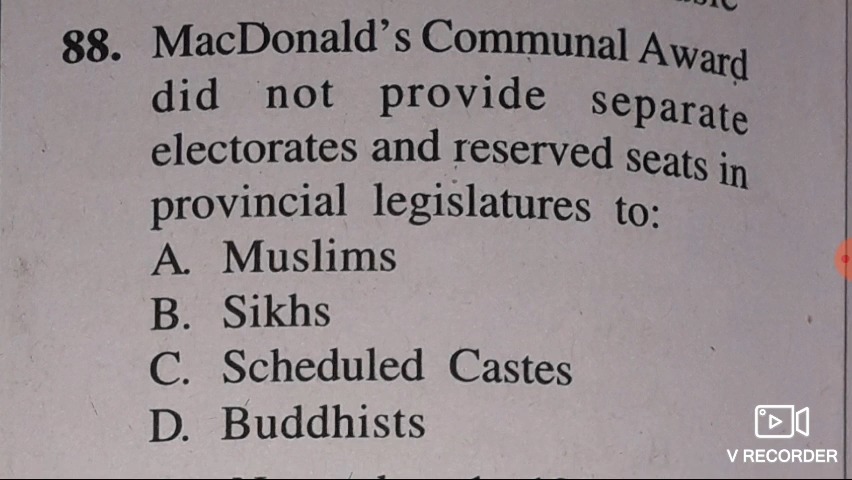 88. MacDonald's Communal Award
did not provide separate
electorates and reserved seats in
provincial legislatures to:
A. Muslims
B. Sikhs
C. Scheduled Castes
D. Buddhists
V RECORDER